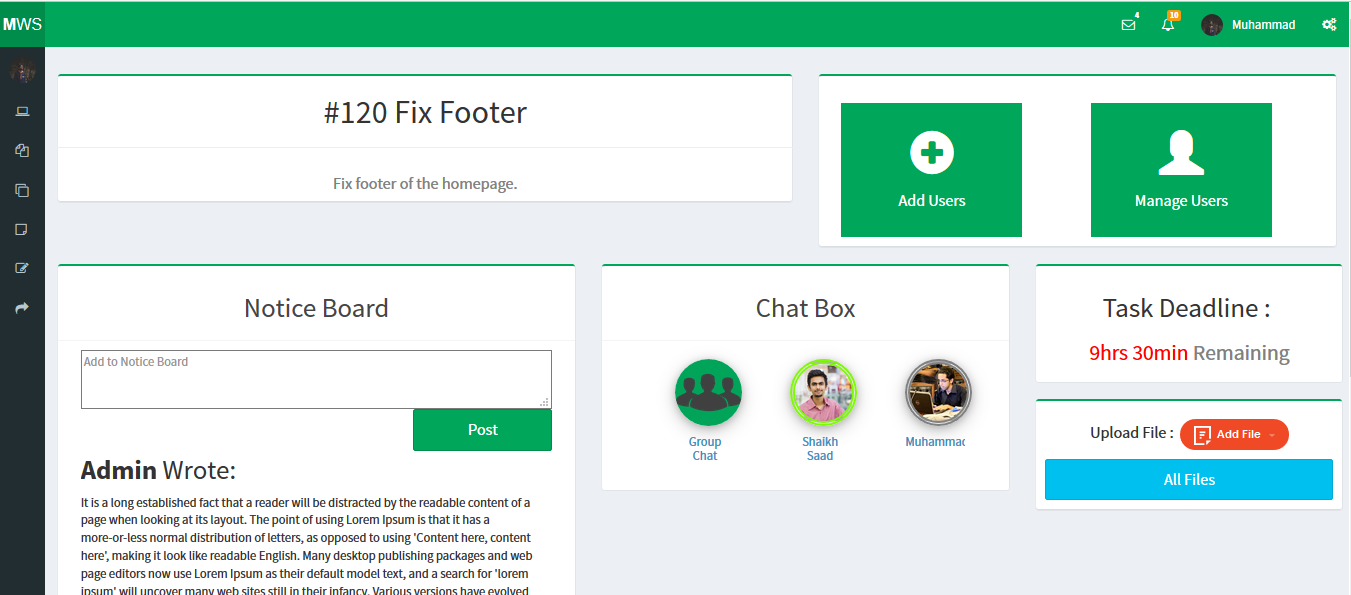 MWS
4
10
Muhammad
#120 Fix Footer
Fix footer of the homepage.
Add Users
Manage Users
Notice Board
Add to Notice Board
Post
Admin Wrote:
It is a long established fact that a reader will be distracted by the readable content of a
page when looking at its layout. The point of using Lorem Ipsum is that it has a
more-or-less normal distribution of letters, as opposed to using 'Content here, content
here', making it look like readable English. Many desktop publishing packages and web
page editors now use Lorem Ipsum as their default model text, and a search for 'lorem
ipsum' will uncover many web sites still in their infancy. Various versions have evolved
Chat Box
Group
Chat
Shaikh
Saad
Muhammad
Task Deadline :
9hrs 30min Remaining
Upload File :
Add File
All Files